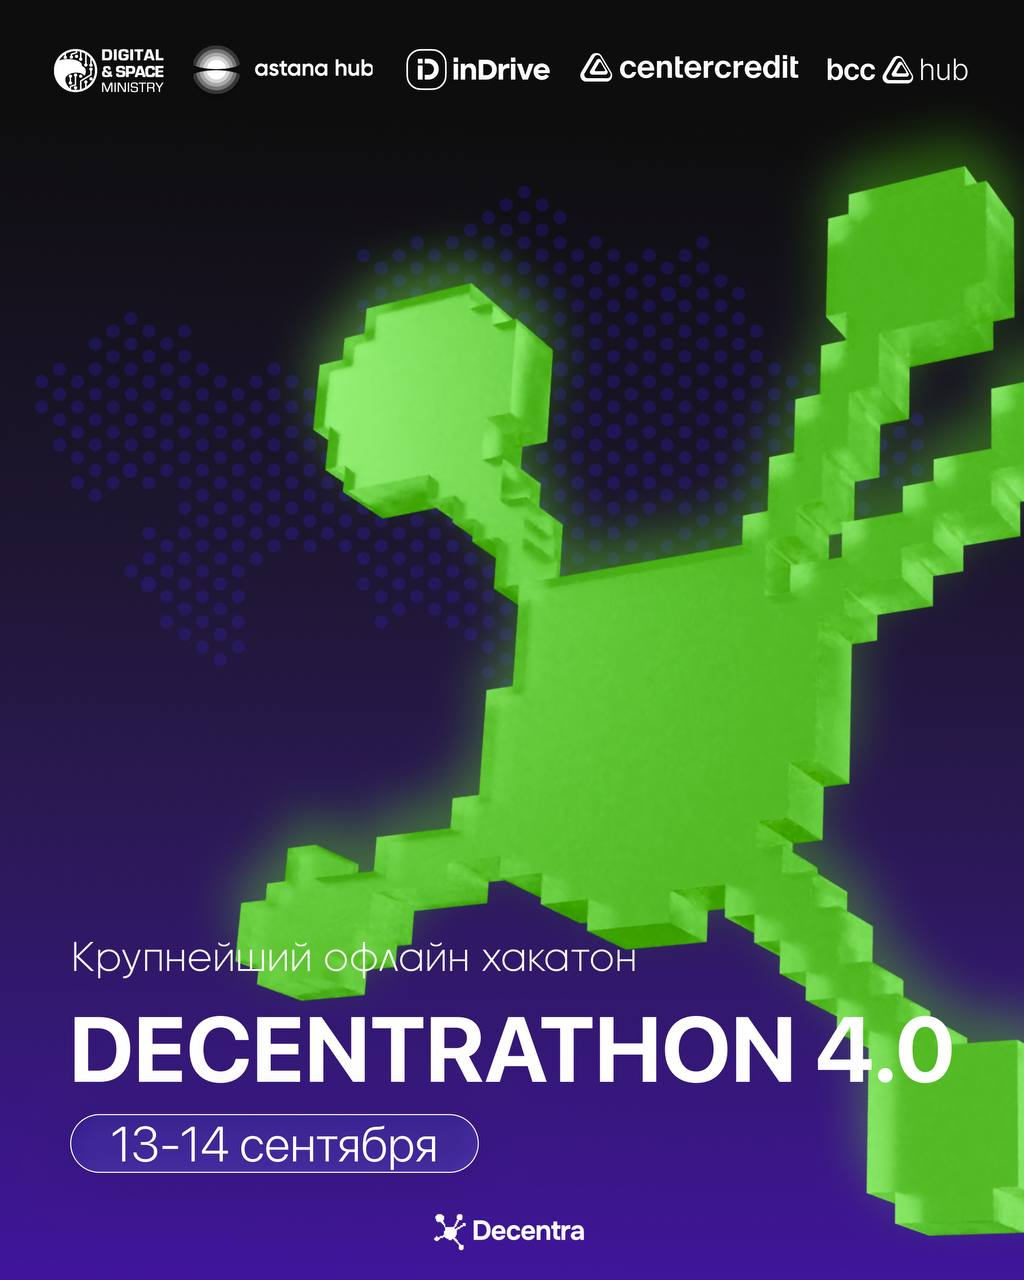 DIGITAL
& SPACE
MINISTRY
astana hub
iD inDrive
centercredit
bcc hub
Крупнейший офлайн хакатон
DECENTRATHON 4.0
13-14 сентября
Decentra